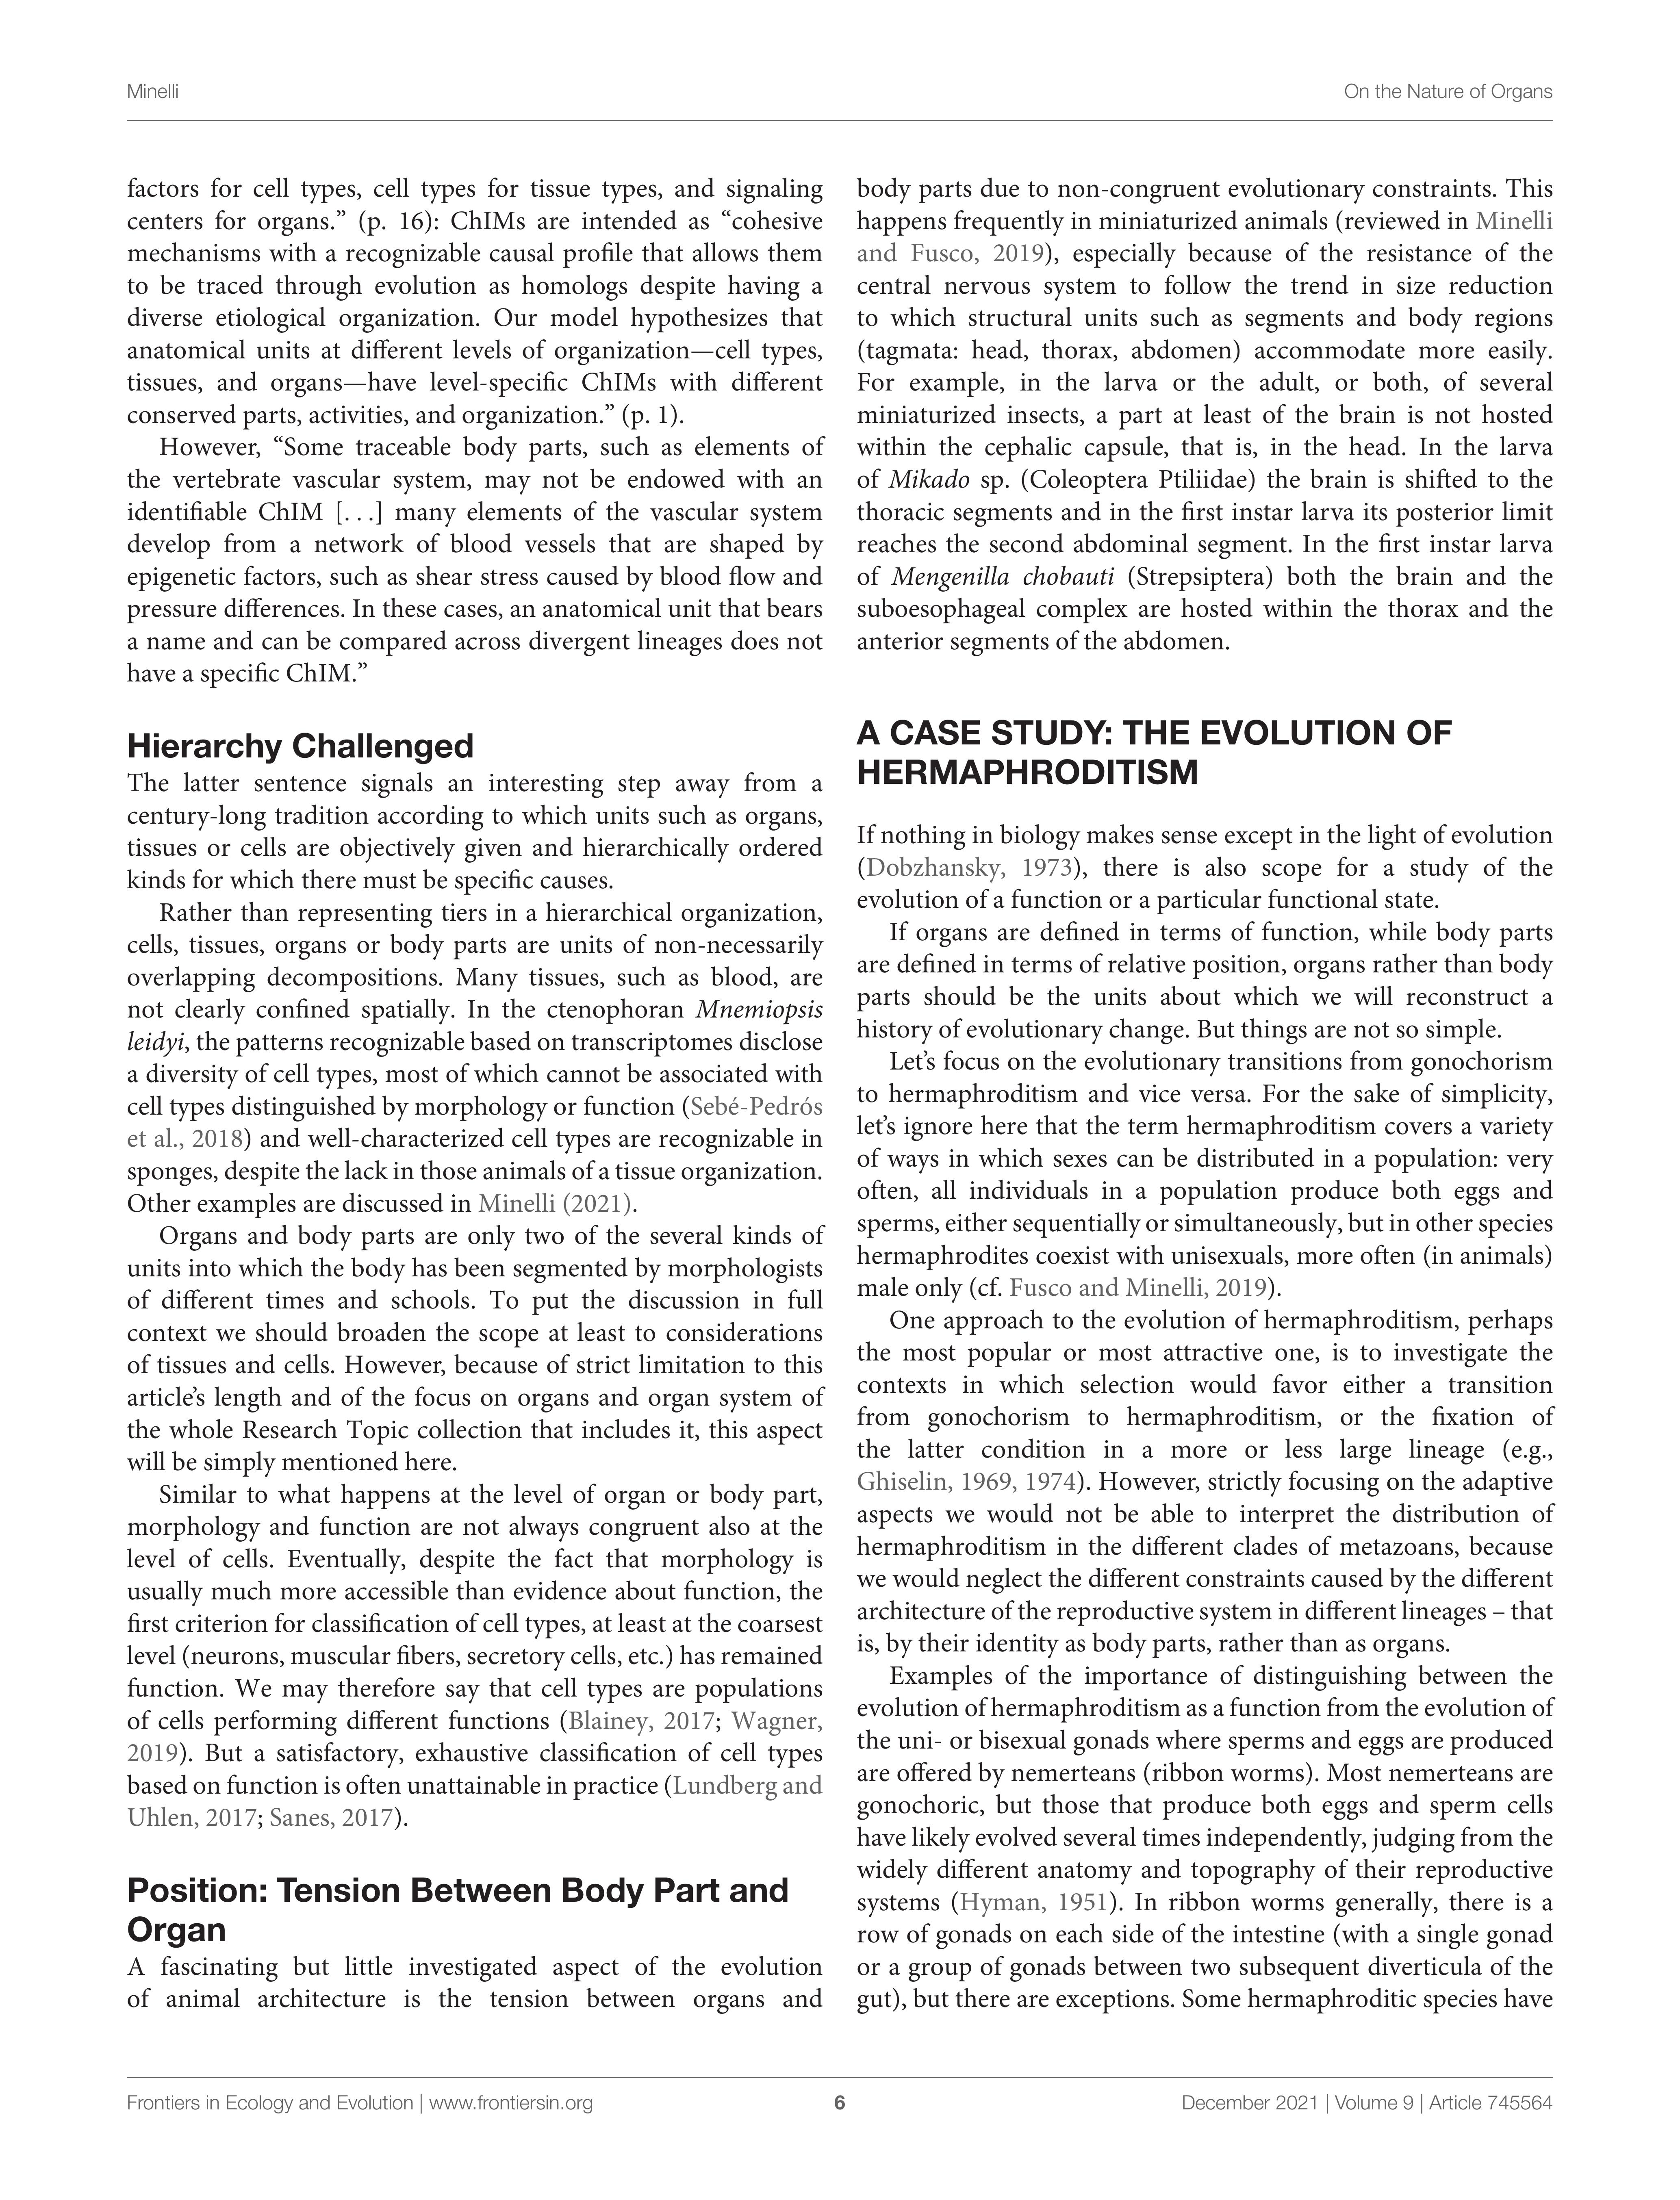 Minelli
On the Nature of Organs
factors for cell types, cell types for tissue types, and signaling
centers for organs.” (p. 16): ChIMs are intended as “cohesive
mechanisms with a recognizable causal profile that allows them
to be traced through evolution as homologs despite having a
diverse etiological organization. Our model hypothesizes that
anatomical units at different levels of organization—cell types,
tissues, and organs—have level-specific ChIMs with different
conserved parts, activities, and organization.” (p. 1).
However, “Some traceable body parts, such as elements of
the vertebrate vascular system, may not be endowed with an
identifiable ChIM [. . .] many elements of the vascular system
develop from a network of blood vessels that are shaped by
epigenetic factors, such as shear stress caused by blood flow and
pressure differences. In these cases, an anatomical unit that bears
a name and can be compared across divergent lineages does not
have a specific ChIM.”
Hierarchy Challenged
The latter sentence signals an interesting step away from a
century-long tradition according to which units such as organs,
tissues or cells are objectively given and hierarchically ordered
kinds for which there must be specific causes.
Rather than representing tiers in a hierarchical organization,
cells, tissues, organs or body parts are units of non-necessarily
overlapping decompositions. Many tissues, such as blood, are
not clearly confined spatially. In the ctenophoran Mnemiopsis
leidyi, the patterns recognizable based on transcriptomes disclose
a diversity of cell types, most of which cannot be associated with
cell types distinguished by morphology or function (Sebé-Pedrós
et al., 2018) and well-characterized cell types are recognizable in
sponges, despite the lack in those animals of a tissue organization.
Other examples are discussed in Minelli (2021).
Organs and body parts are only two of the several kinds of
units into which the body has been segmented by morphologists
of different times and schools. To put the discussion in full
context we should broaden the scope at least to considerations
of tissues and cells. However, because of strict limitation to this
article’s length and of the focus on organs and organ system of
the whole Research Topic collection that includes it, this aspect
will be simply mentioned here.
Similar to what happens at the level of organ or body part,
morphology and function are not always congruent also at the
level of cells. Eventually, despite the fact that morphology is
usually much more accessible than evidence about function, the
first criterion for classification of cell types, at least at the coarsest
level (neurons, muscular fibers, secretory cells, etc.) has remained
function. We may therefore say that cell types are populations
of cells performing different functions (Blainey, 2017; Wagner,
2019). But a satisfactory, exhaustive classification of cell types
based on function is often unattainable in practice (Lundberg and
Uhlen, 2017; Sanes, 2017).
Position: Tension Between Body Part and
Organ
A fascinating but little investigated aspect of the evolution
of animal architecture is the tension between organs and
body parts due to non-congruent evolutionary constraints. This
happens frequently in miniaturized animals (reviewed in Minelli
and Fusco, 2019), especially because of the resistance of the
central nervous system to follow the trend in size reduction
to which structural units such as segments and body regions
(tagmata: head, thorax, abdomen) accommodate more easily.
For example, in the larva or the adult, or both, of several
miniaturized insects, a part at least of the brain is not hosted
within the cephalic capsule, that is, in the head. In the larva
of Mikado sp. (Coleoptera Ptiliidae) the brain is shifted to the
thoracic segments and in the first instar larva its posterior limit
reaches the second abdominal segment. In the first instar larva
of Mengenilla chobauti (Strepsiptera) both the brain and the
suboesophageal complex are hosted within the thorax and the
anterior segments of the abdomen.
A CASE STUDY: THE EVOLUTION OF
HERMAPHRODITISM
If nothing in biology makes sense except in the light of evolution
(Dobzhansky, 1973), there is also scope for a study of the
evolution of a function or a particular functional state.
If organs are defined in terms of function, while body parts
are defined in terms of relative position, organs rather than body
parts should be the units about which we will reconstruct a
history of evolutionary change. But things are not so simple.
Let’s focus on the evolutionary transitions from gonochorism
to hermaphroditism and vice versa. For the sake of simplicity,
let’s ignore here that the term hermaphroditism covers a variety
of ways in which sexes can be distributed in a population: very
often, all individuals in a population produce both eggs and
sperms, either sequentially or simultaneously, but in other species
hermaphrodites coexist with unisexuals, more often (in animals)
male only (cf. Fusco and Minelli, 2019).
One approach to the evolution of hermaphroditism, perhaps
the most popular or most attractive one, is to investigate the
contexts in which selection would favor either a transition
from gonochorism to hermaphroditism, or the fixation of
the latter condition in a more or less large lineage (e.g.,
Ghiselin, 1969, 1974). However, strictly focusing on the adaptive
aspects we would not be able to interpret the distribution of
hermaphroditism in the different clades of metazoans, because
we would neglect the different constraints caused by the different
architecture of the reproductive system in different lineages – that
is, by their identity as body parts, rather than as organs.
Examples of the importance of distinguishing between the
evolution of hermaphroditism as a function from the evolution of
the uni- or bisexual gonads where sperms and eggs are produced
are offered by nemerteans (ribbon worms). Most nemerteans are
gonochoric, but those that produce both eggs and sperm cells
have likely evolved several times independently, judging from the
widely different anatomy and topography of their reproductive
systems (Hyman, 1951). In ribbon worms generally, there is a
row of gonads on each side of the intestine (with a single gonad
or a group of gonads between two subsequent diverticula of the
gut), but there are exceptions. Some hermaphroditic species have
Frontiers in Ecology and Evolution | www.frontiersin.org
6
December 2021 | Volume 9 | Article 745564